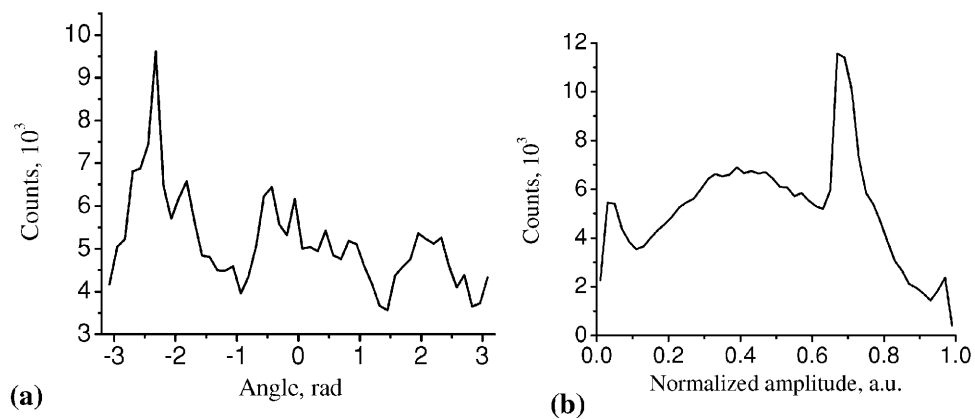 10
9
8
7
6
5
4
3
Counts, 10³
-3 -2 -1 0 1 2 3
Angle, rad
(a)
12
10
8
6
4
2
0
Counts, 10³
0.0 0.2 0.4 0.6 0.8 1.0
Normalized amplitude, a.u.
(b)